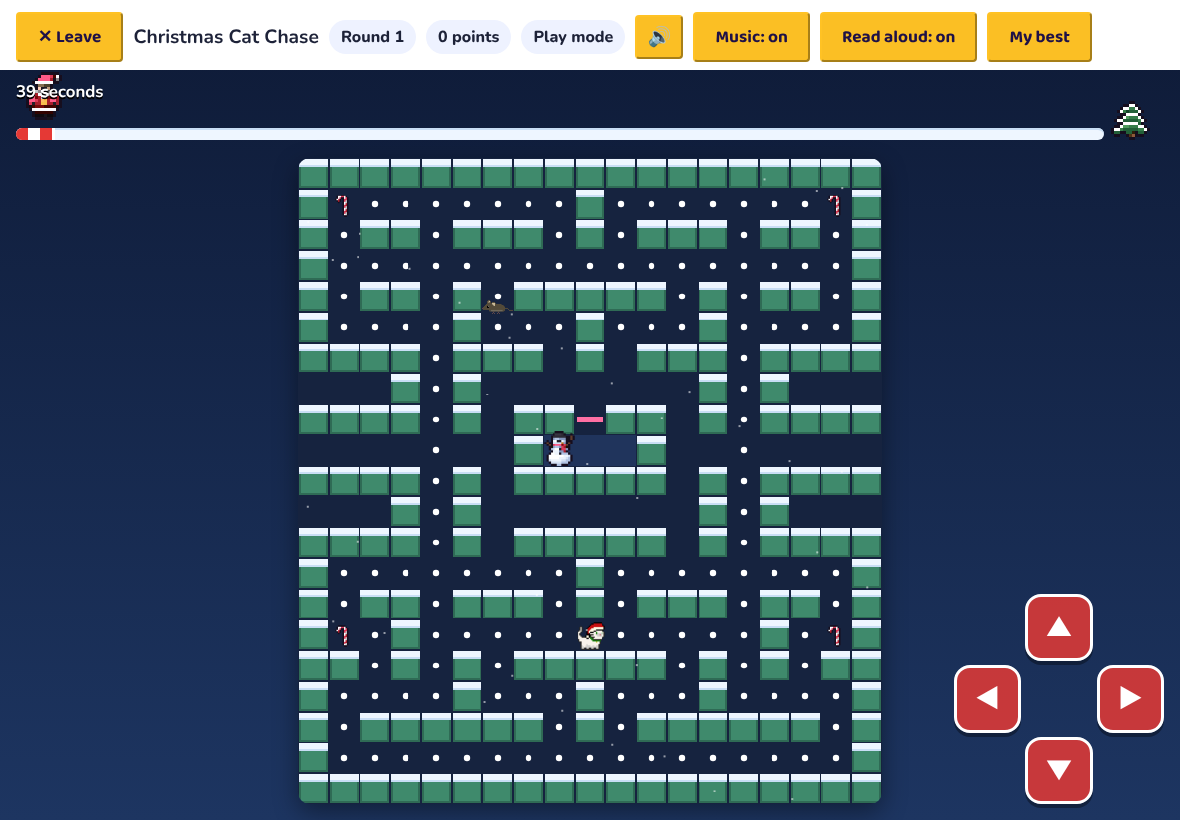 ✕ Leave
Christmas Cat Chase
Round 1
0 points
Play mode
Music: on
Read aloud: on
My best
39 seconds